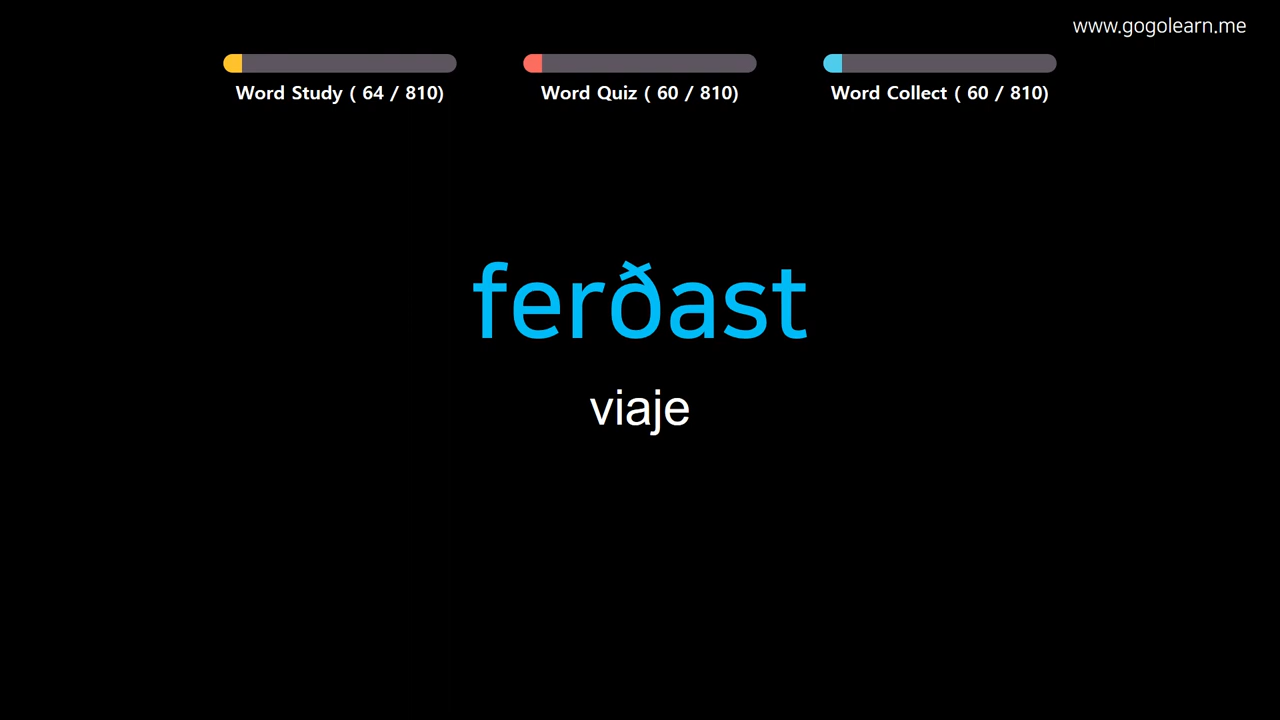 www.gogolearn.me
Word Study ( 64 / 810)
Word Quiz ( 60 / 810)
Word Collect ( 60 / 810)
ferðast
viaje